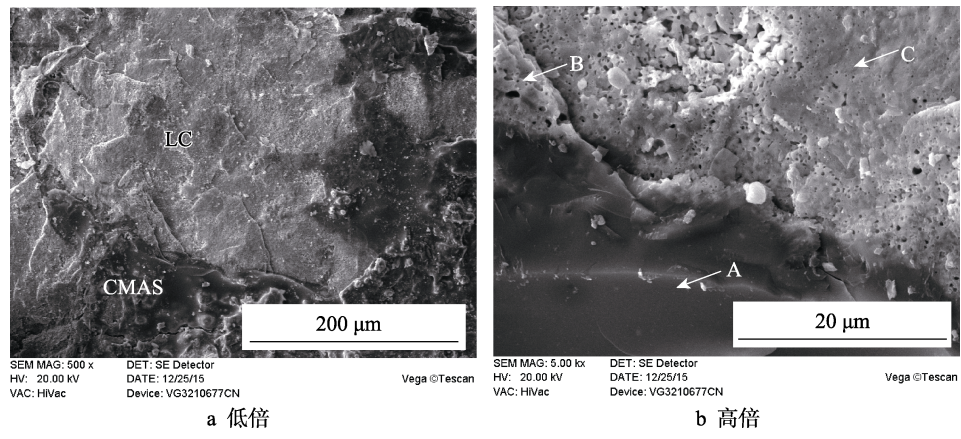 LC
CMAS
200 μm
SEM MAG: 500 x DET: SE Detector
HV: 20.00 kV DATE: 12/25/15
VAC: HiVac Device: VG3210677CN
Vega ©Tescan
a 低倍
B
C
A
20 μm
SEM MAG: 5.00 kx DET: SE Detector
HV: 20.00 kV DATE: 12/25/15
VAC: HiVac Device: VG3210677CN
Vega ©Tescan
b 高倍